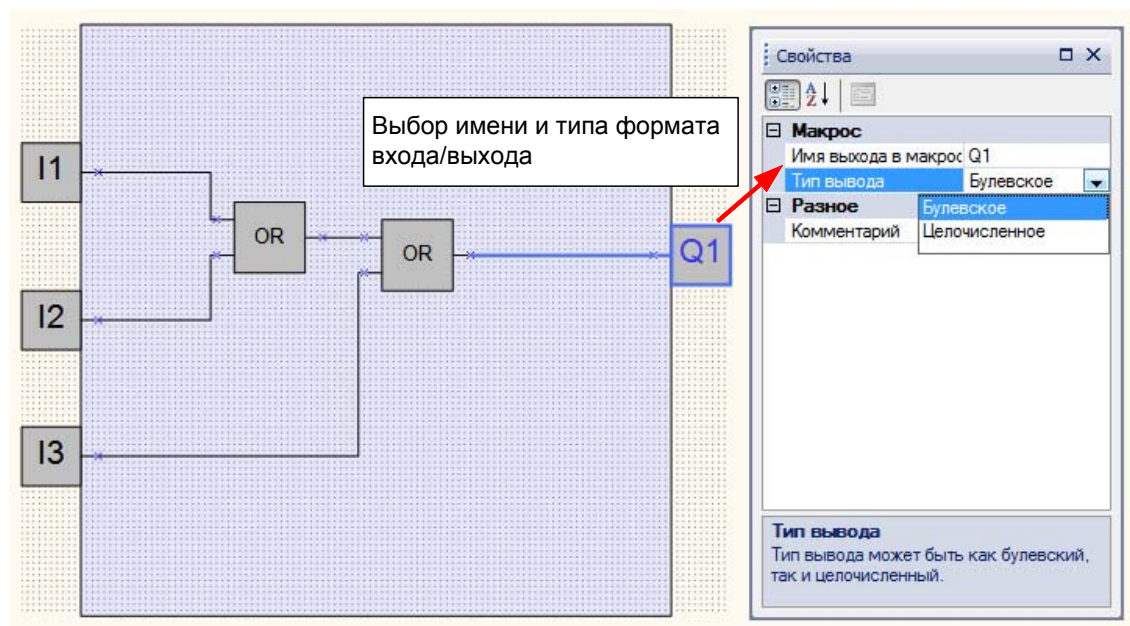 I1
I2
I3
OR
OR
Q1
Выбор имени и типа формата
входа/выхода
Свойства
Макрос
Имя выхода в макрос Q1
Тип вывода Булевское
Разное
Комментарий
Булевское
Целочисленное
Тип вывода
Тип вывода может быть как булевский,
так и целочисленный.